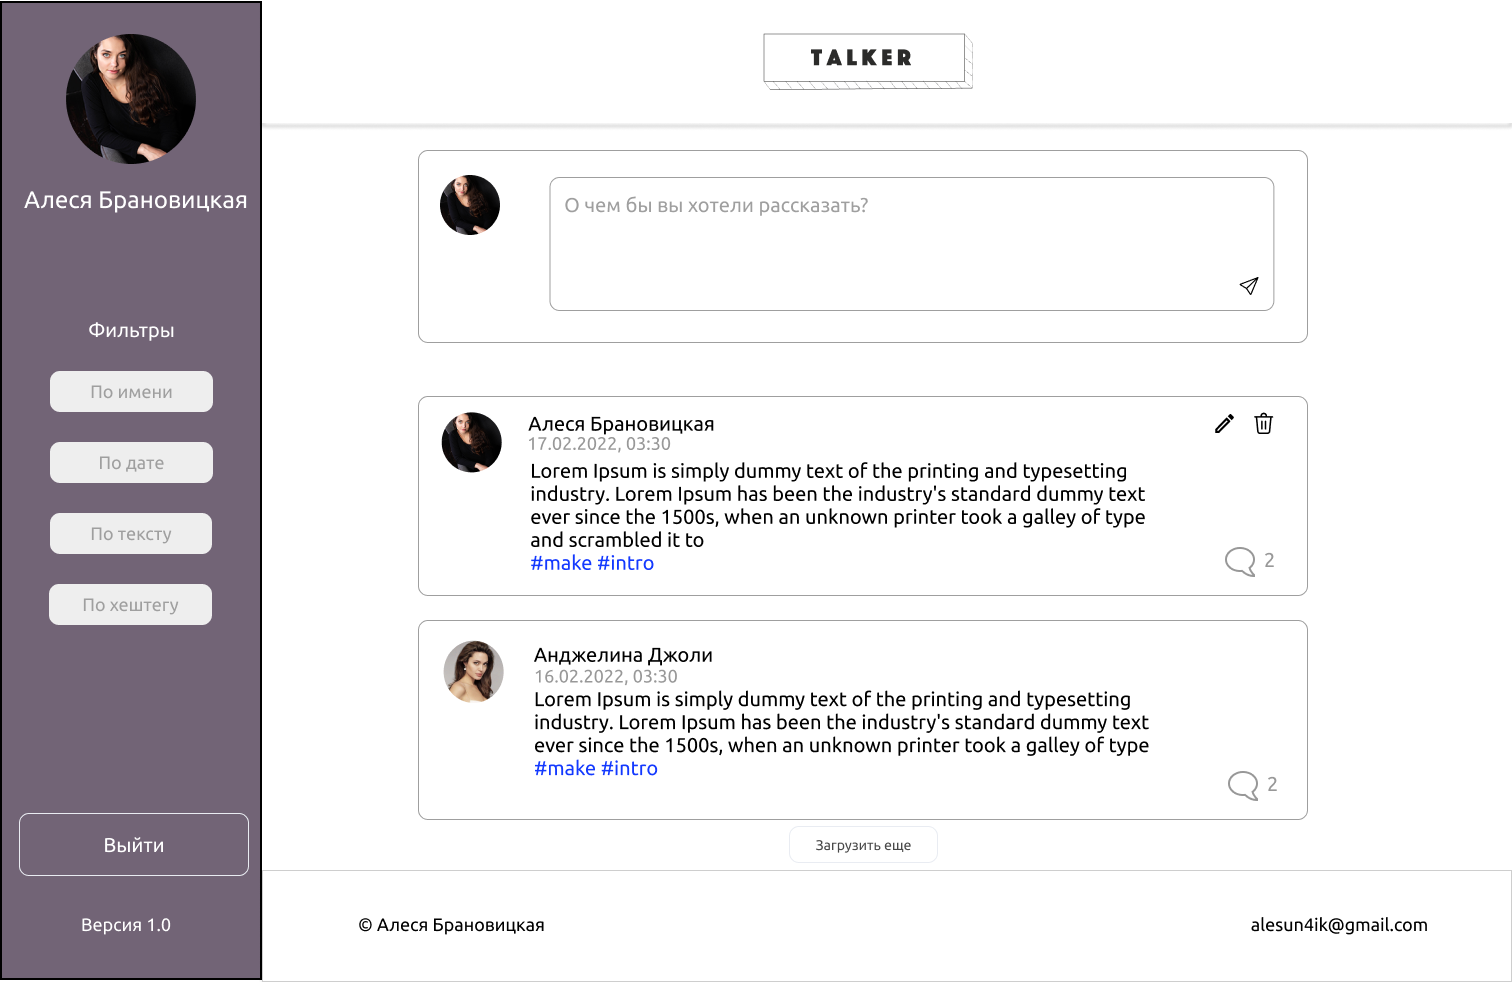 Алеся Брановицкая
Фильтры
По имени
По дате
По тексту
По хештегу
Выйти
Версия 1.0
TALKER
О чем бы вы хотели рассказать?
Алеся Брановицкая
17.02.2022, 03:30
Lorem Ipsum is simply dummy text of the printing and typesetting
industry. Lorem Ipsum has been the industry's standard dummy text
ever since the 1500s, when an unknown printer took a galley of type
and scrambled it to
#make #intro
2
Анджелина Джоли
16.02.2022, 03:30
Lorem Ipsum is simply dummy text of the printing and typesetting
industry. Lorem Ipsum has been the industry's standard dummy text
ever since the 1500s, when an unknown printer took a galley of type
#make #intro
2
Загрузить еще
© Алеся Брановицкая
alesun4ik@gmail.com